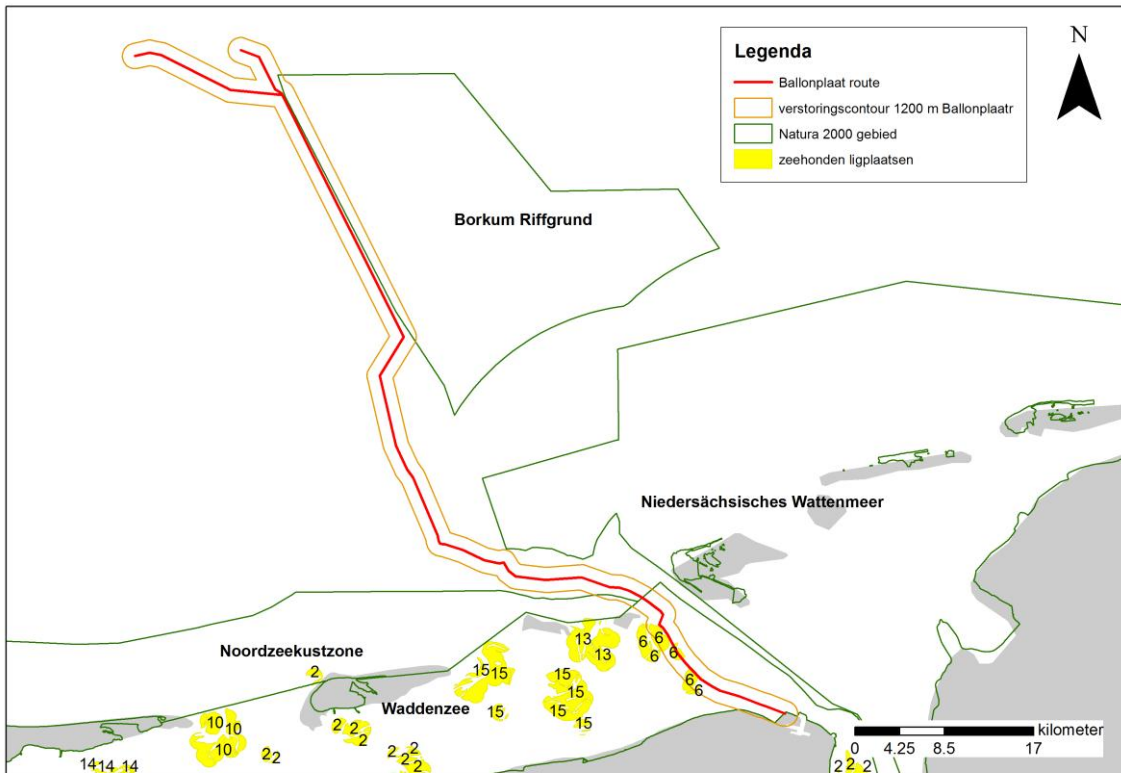 N
Legenda
Ballonplaat route
verstoringscontour 1200 m Ballonplaatr
Natura 2000 gebied
zeehonden ligplaatsen
Borkum Riffgrund
Niedersächsisches Wattenmeer
Noordzeekustzone
Waddenzee
2
13
13
6
6
6
6
6
6
15
15
15
15
15
15
15
10
10
10
2
2
2
2
2
14
14
14
2
2
2
2
2
2
2
kilometer
0 4.25 8.5 17